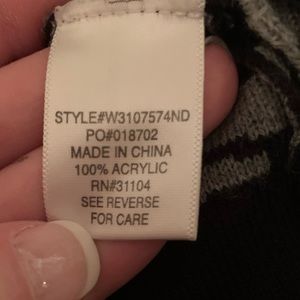 STYLE#W3107574ND
PO#018702
MADE IN CHINA
100% ACRYLIC
RN#31104
SEE REVERSE
FOR CARE